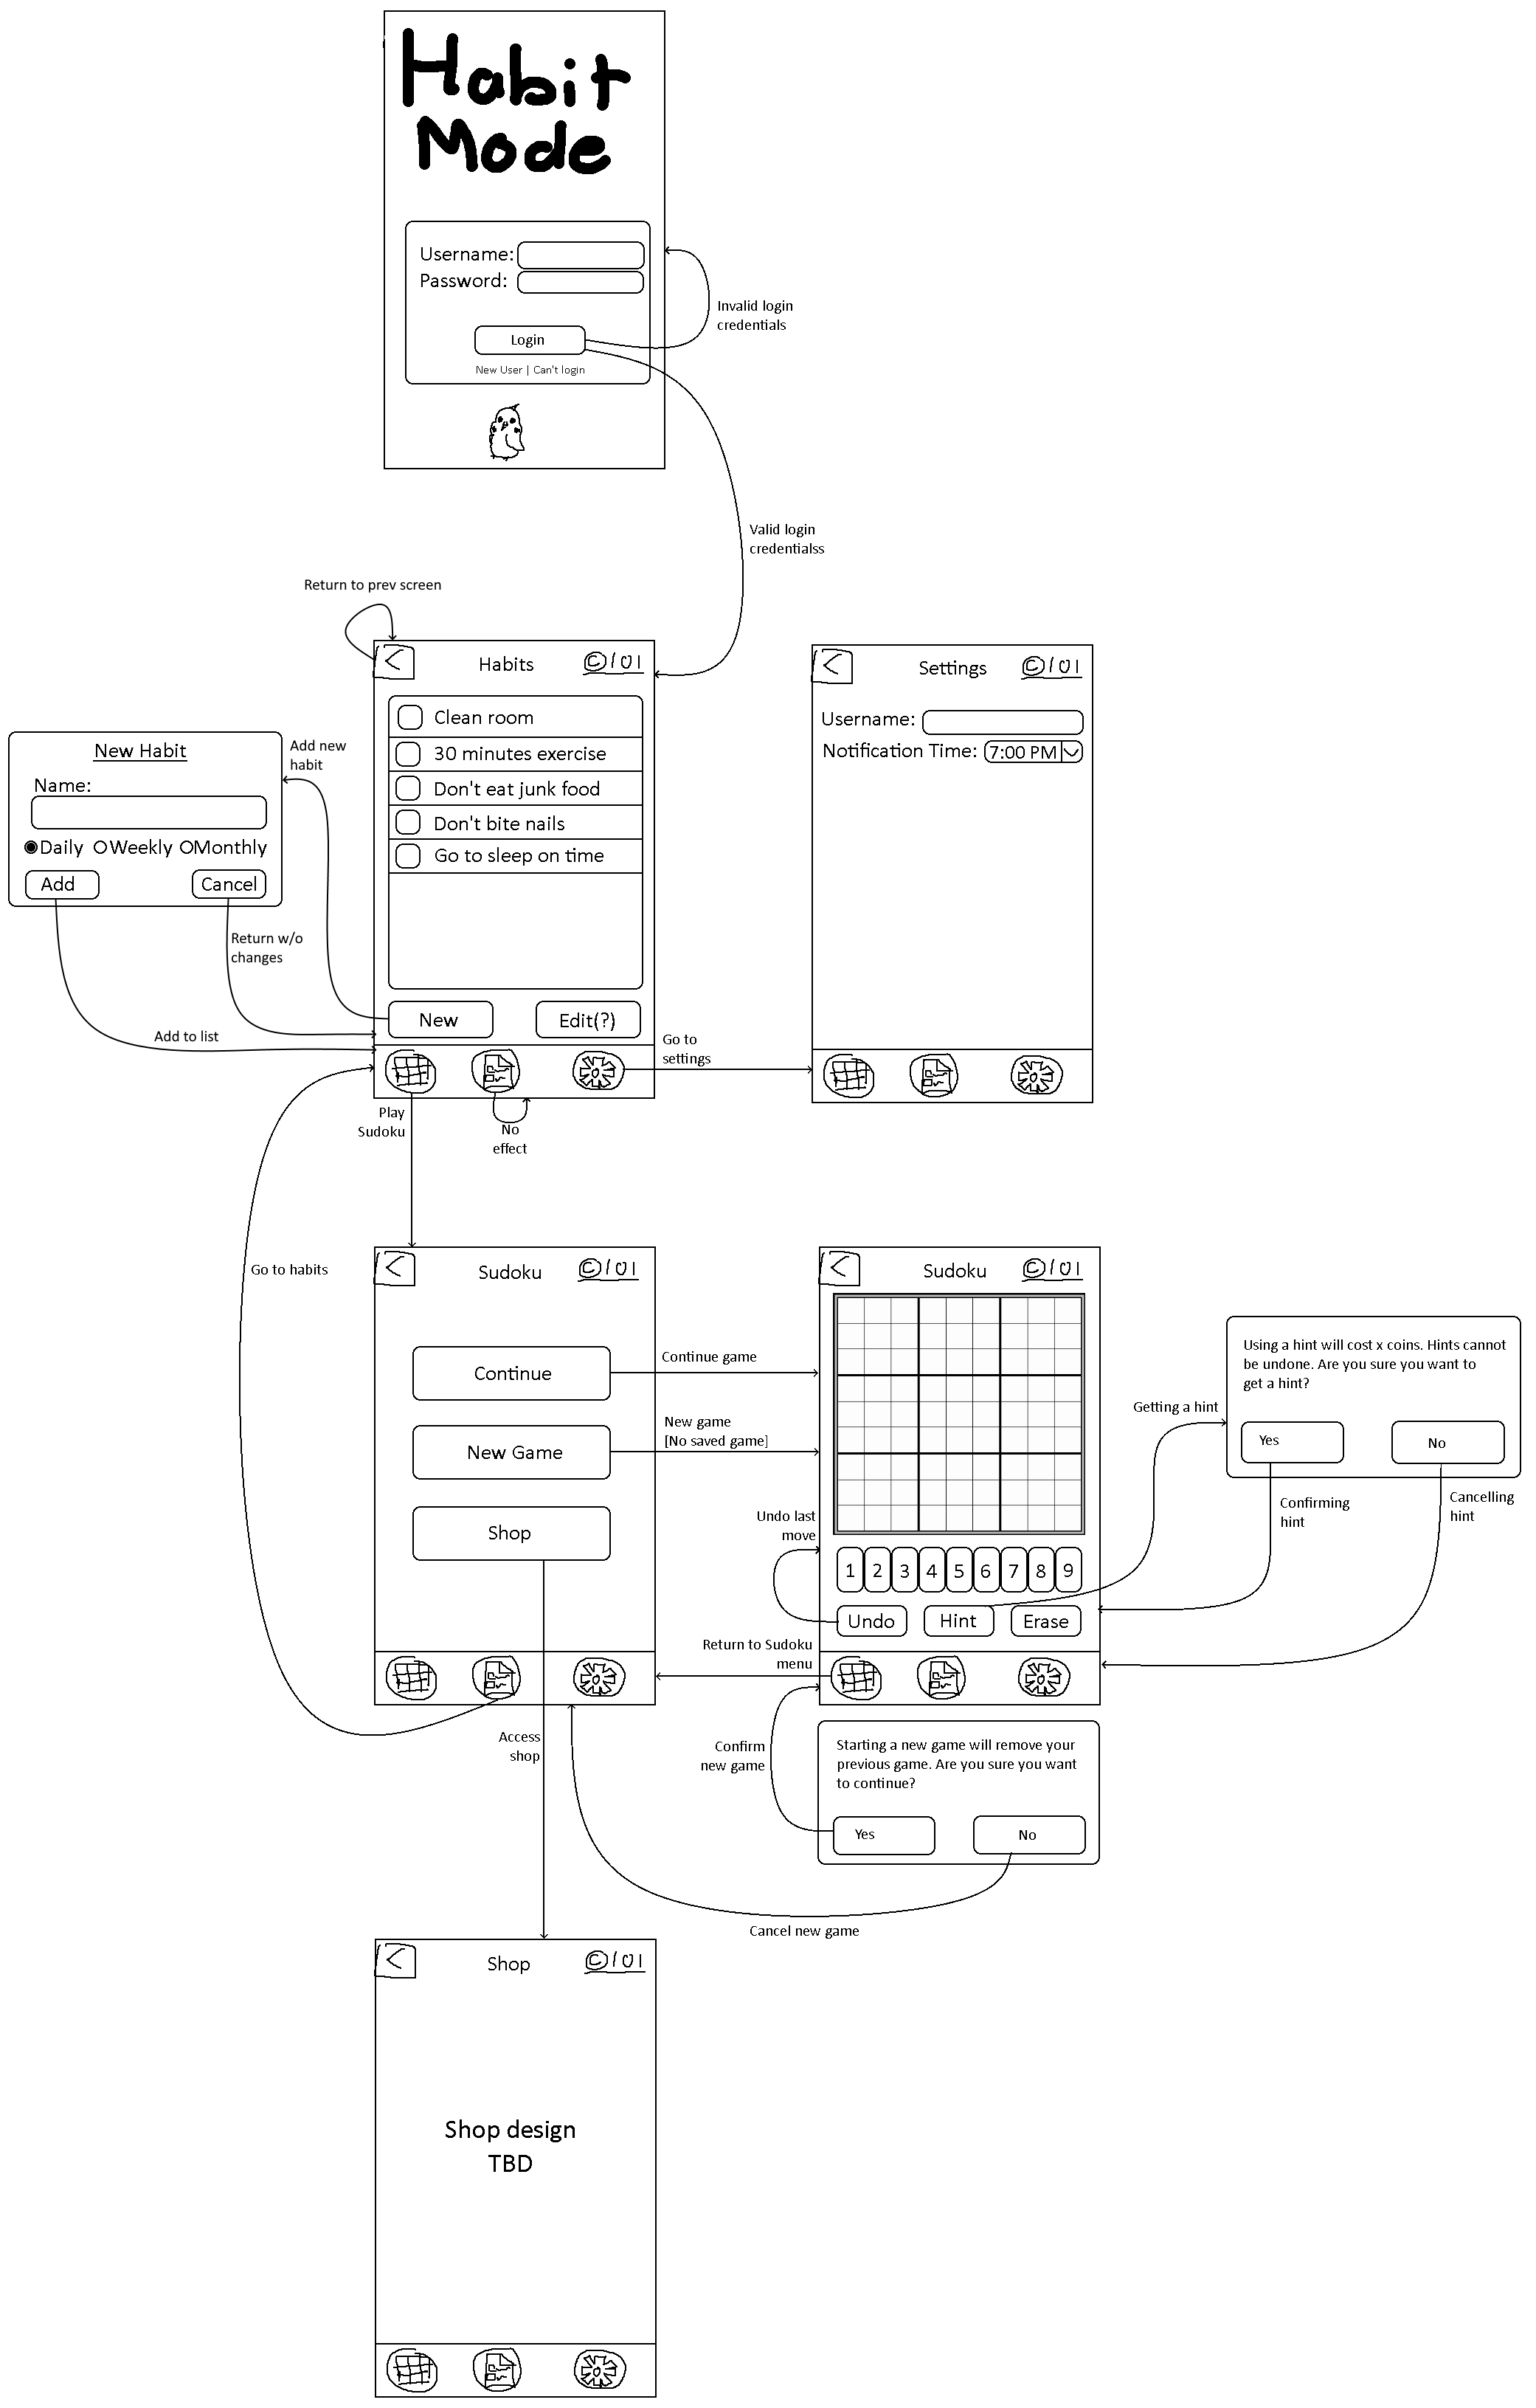 Habit
Mode
Username:
Password:
Login
New User | Can't login
Invalid login
credentials
Valid login
credentialss
Return to prev screen
<
Habits
©101
Clean room
30 minutes exercise
Don't eat junk food
Don't bite nails
Go to sleep on time
New
Edit(?)
<
Settings
©101
Username:
Notification Time:
7:00 PM
New Habit
Name:
Daily
Weekly
Monthly
Add
Cancel
Add new
habit
Return w/o
changes
Add to list
Go to
settings
Play
Sudoku
No
effect
Go to habits
<
Sudoku
©101
Continue
New Game
Shop
Continue game
New game
[No saved game]
<
Sudoku
©101
1 2 3 4 5 6 7 8 9
Undo
Hint
Erase
Undo last
move
Return to Sudoku
menu
Getting a hint
Using a hint will cost x coins. Hints cannot
be undone. Are you sure you want to
get a hint?
Yes
No
Confirming
hint
Cancelling
hint
Access
shop
Confirm
new game
Starting a new game will remove your
previous game. Are you sure you want
to continue?
Yes
No
Cancel new game
<
Shop
©101
Shop design
TBD